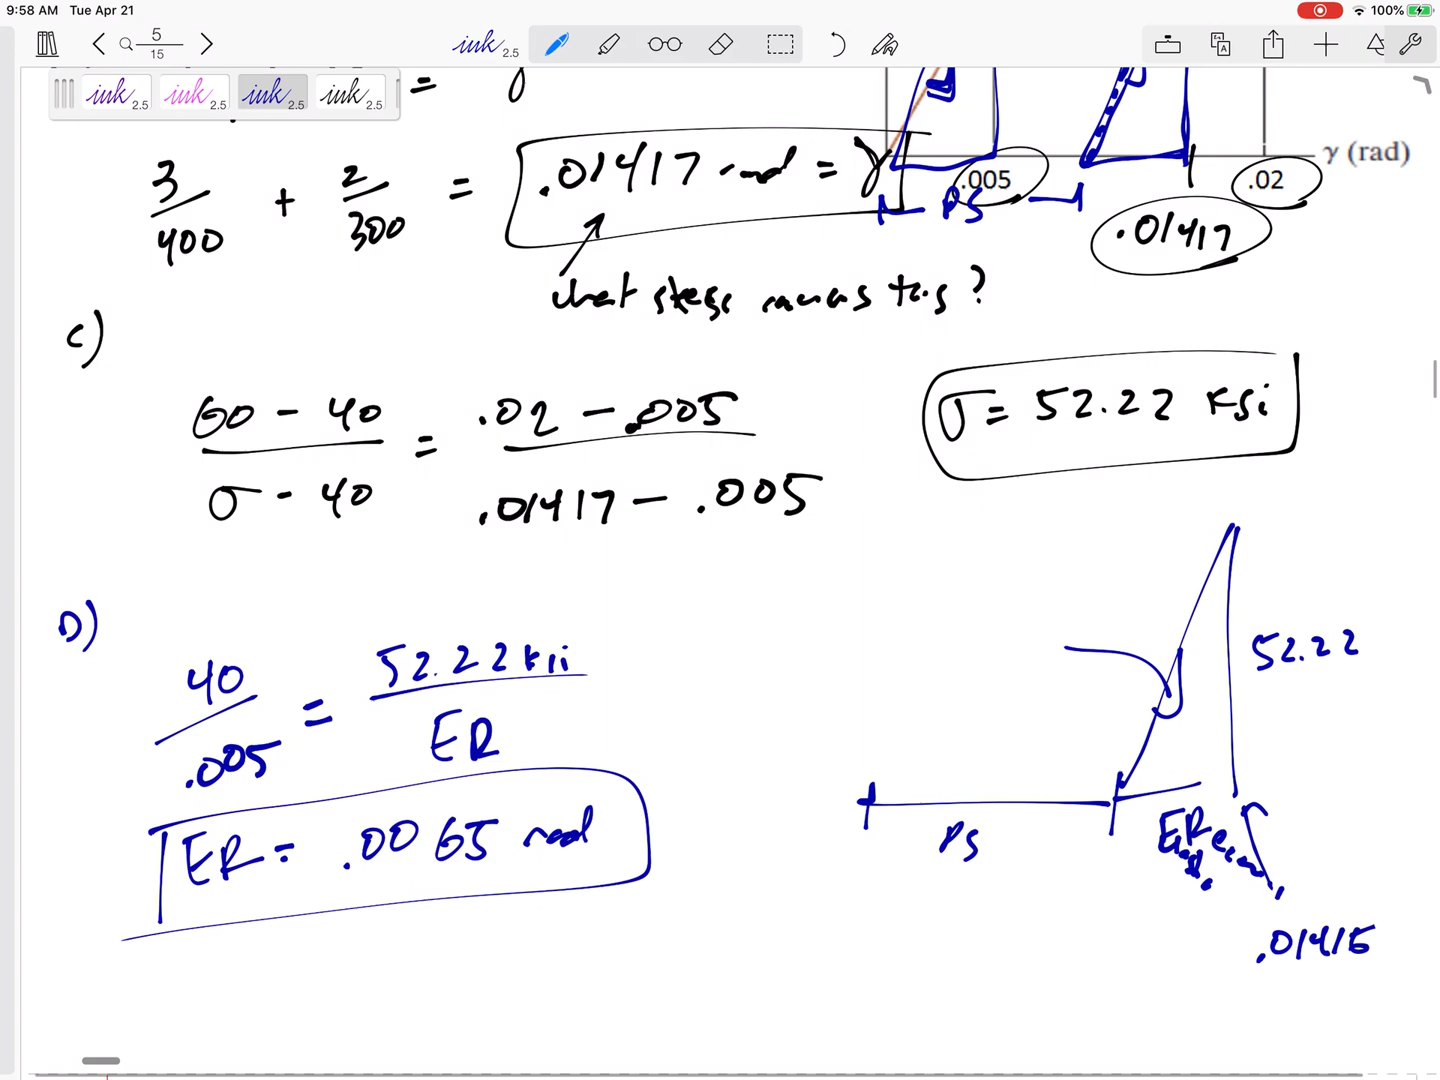 9:58 AM Tue Apr 21
100%
5
15
ink 2.5
ink 2.5 ink 2.5 ink 2.5 ink 2.5
= γ
3/400 + 2/300 = .01417 rad = γ
.005
.02
γ (rad)
PS
.01417
what stress causes this?
C)
60 - 40 / σ - 40 = .02 - .005 / .01417 - .005
σ = 52.22 ksi
D)
40 / .005 = 52.22 ksi / ER
ER = .0065 rad
52.22
PS
ER
.01415